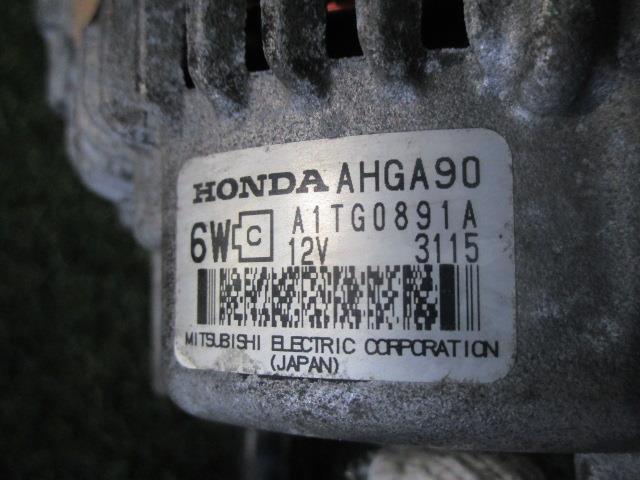 HONDA AHGA90
6W C A1TG0891A
12V 3115
MITSUBISHI ELECTRIC CORPORATION
(JAPAN)